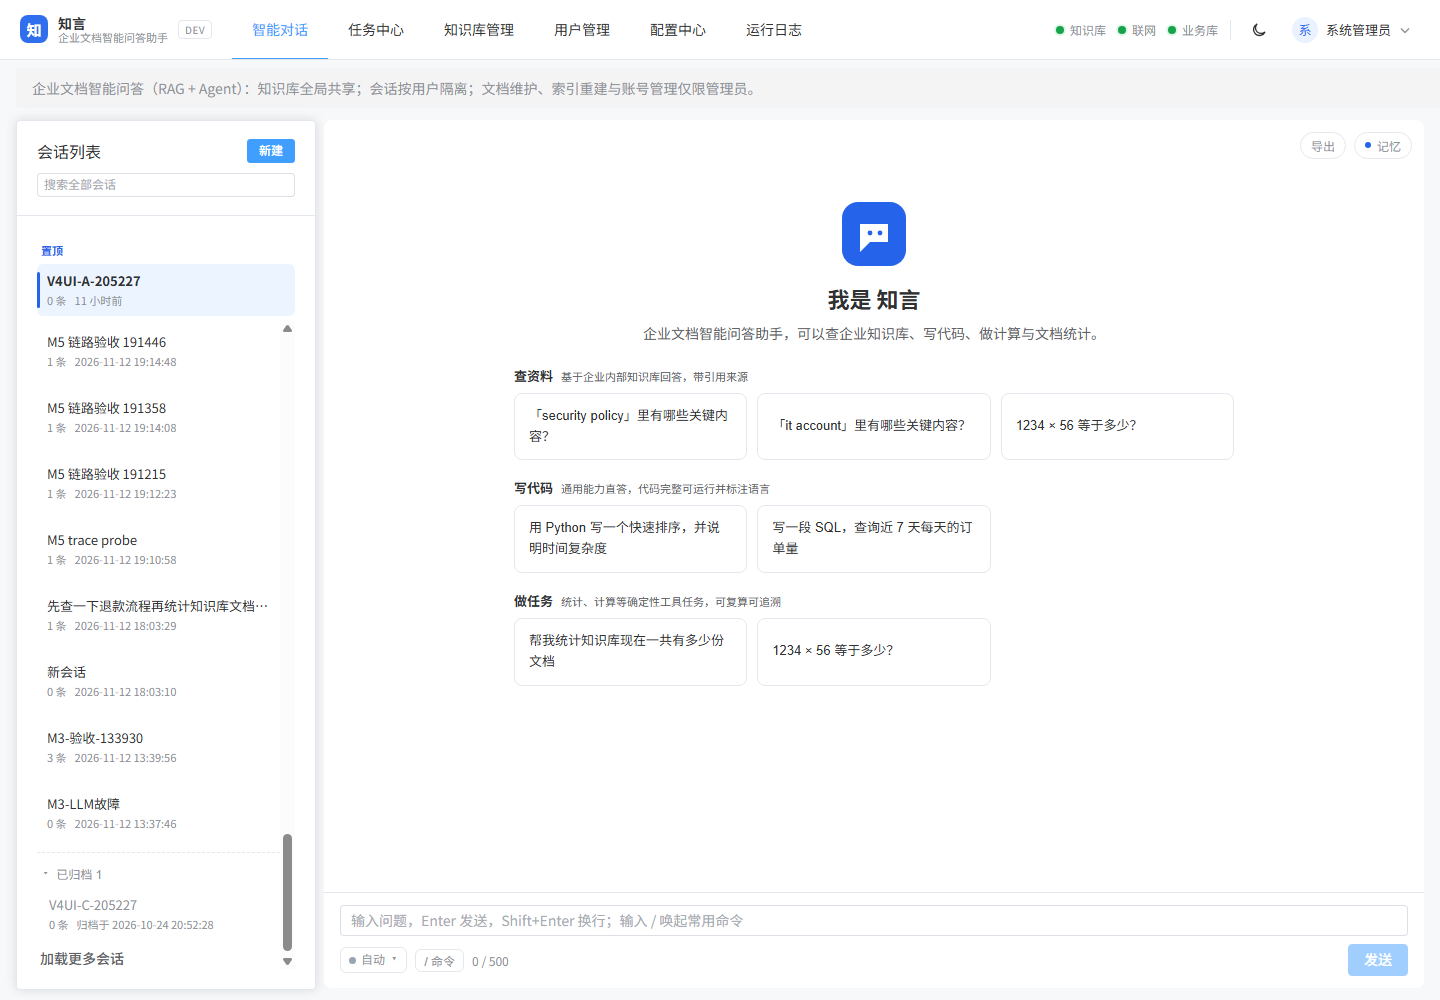 知
知言
企业文档智能问答助手
DEV
智能对话
任务中心
知识库管理
用户管理
配置中心
运行日志
知识库
联网
业务库
系
系统管理员
企业文档智能问答（RAG + Agent）：知识库全局共享；会话按用户隔离；文档维护、索引重建与账号管理仅限管理员。
会话列表
新建
搜索全部会话
置顶
V4UI-A-205227
0 条 11 小时前
M5 链路验收 191446
1 条 2026-11-12 19:14:48
M5 链路验收 191358
1 条 2026-11-12 19:14:08
M5 链路验收 191215
1 条 2026-11-12 19:12:23
M5 trace probe
1 条 2026-11-12 19:10:58
先查一下退款流程再统计知识库文档…
1 条 2026-11-12 18:03:29
新会话
0 条 2026-11-12 18:03:10
M3-验收-133930
3 条 2026-11-12 13:39:56
M3-LLM故障
0 条 2026-11-12 13:37:46
已归档 1
V4UI-C-205227
0 条 归档于 2026-10-24 20:52:28
加载更多会话
导出
记忆
我是 知言
企业文档智能问答助手，可以查企业知识库、写代码、做计算与文档统计。
查资料 基于企业内部知识库回答，带引用来源
「security policy」里有哪些关键内
容？
「it account」里有哪些关键内容？
1234 × 56 等于多少？
写代码 通用能力直答，代码完整可运行并标注语言
用 Python 写一个快速排序，并说
明时间复杂度
写一段 SQL，查询近 7 天每天的订
单量
做任务 统计、计算等确定性工具任务，可复算可追溯
帮我统计知识库现在一共有多少份
文档
1234 × 56 等于多少？
输入问题，Enter 发送，Shift+Enter 换行；输入 / 唤起常用命令
自动
/ 命令
0 / 500
发送